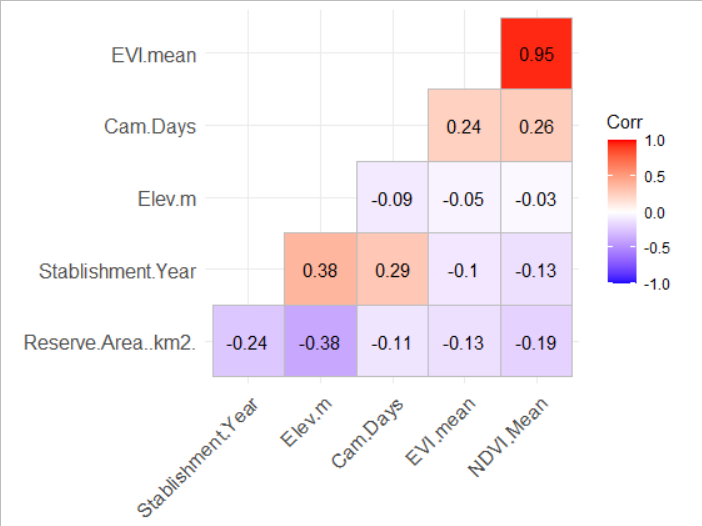 EVI.mean 0.95
Cam.Days 0.24 0.26
Elev.m -0.09 -0.05 -0.03
Stablishment.Year 0.38 0.29 -0.1 -0.13
Reserve.Area..km2. -0.24 -0.38 -0.11 -0.13 -0.19
Stablishment.Year Elev.m Cam.Days EVI.mean NDVI.Mean
Corr
1.0
0.5
0.0
-0.5
-1.0